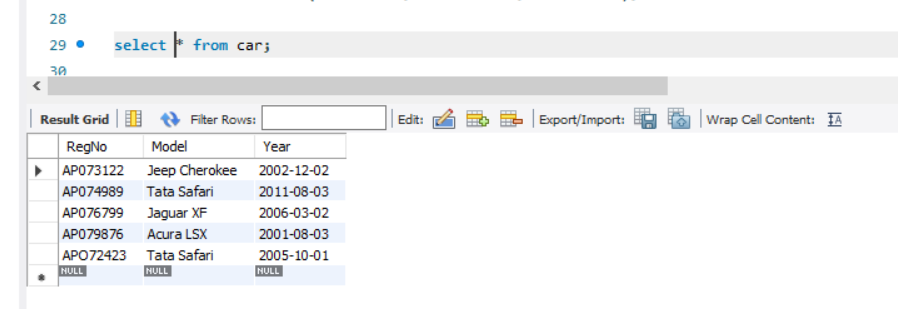 28
29 select * from car;
30
Result Grid Filter Rows: Edit: Export/Import: Wrap Cell Content:
RegNo Model Year
AP073122 Jeep Cherokee 2002-12-02
AP074989 Tata Safari 2011-08-03
AP076799 Jaguar XF 2006-03-02
AP079876 Acura LSX 2001-08-03
APO72423 Tata Safari 2005-10-01
NULL NULL NULL